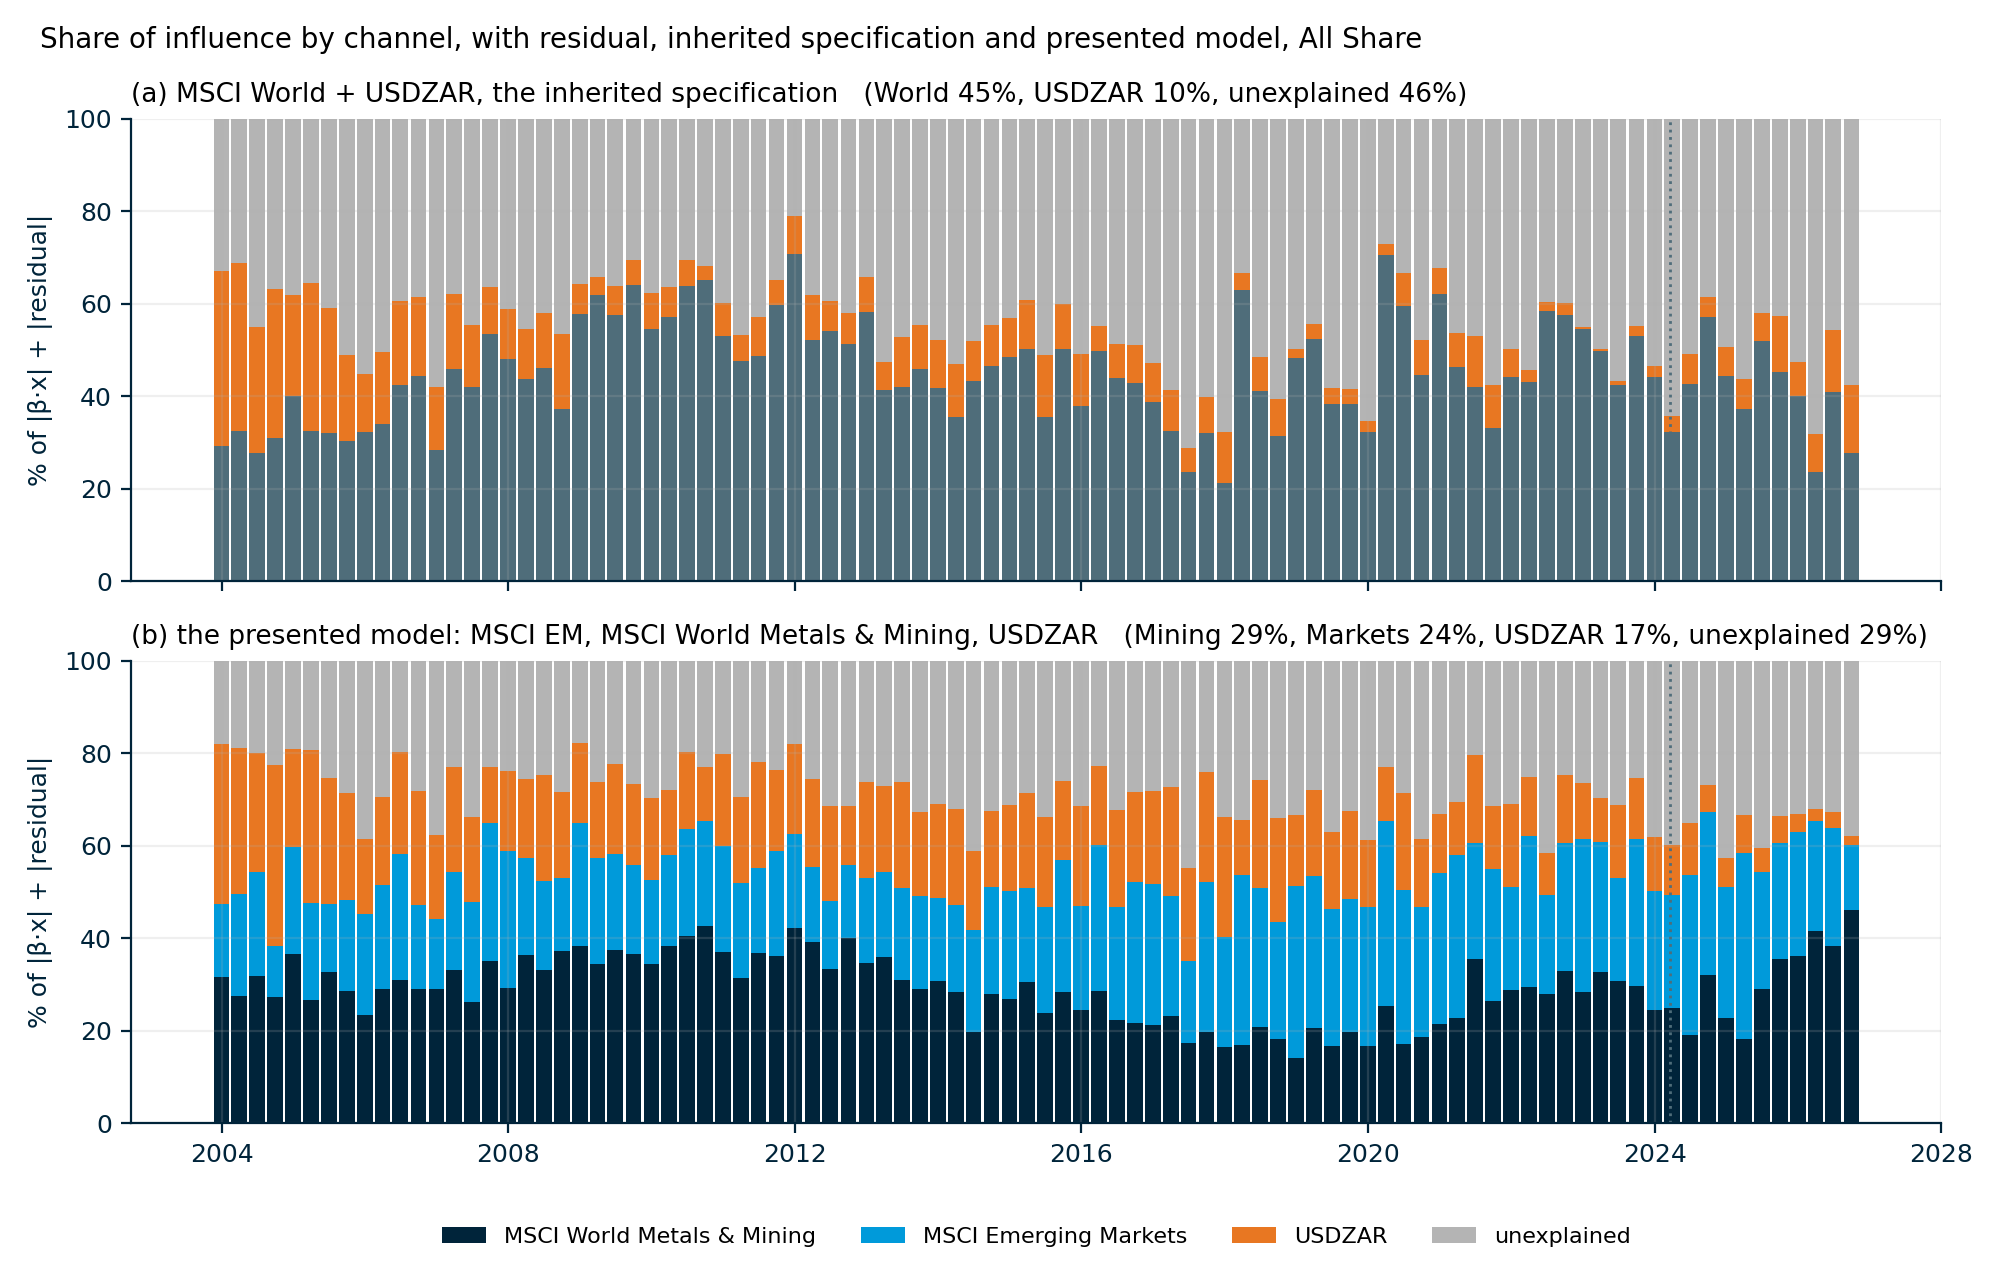 Share of influence by channel, with residual, inherited specification and presented model, All Share
(a) MSCI World + USDZAR, the inherited specification (World 45%, USDZAR 10%, unexplained 46%)
100
80
60
40
20
0
% of |β·x| + |residual|
(b) the presented model: MSCI EM, MSCI World Metals & Mining, USDZAR (Mining 29%, Markets 24%, USDZAR 17%, unexplained 29%)
100
80
60
40
20
0
% of |β·x| + |residual|
2004 2008 2012 2016 2020 2024 2028
MSCI World Metals & Mining MSCI Emerging Markets USDZAR unexplained